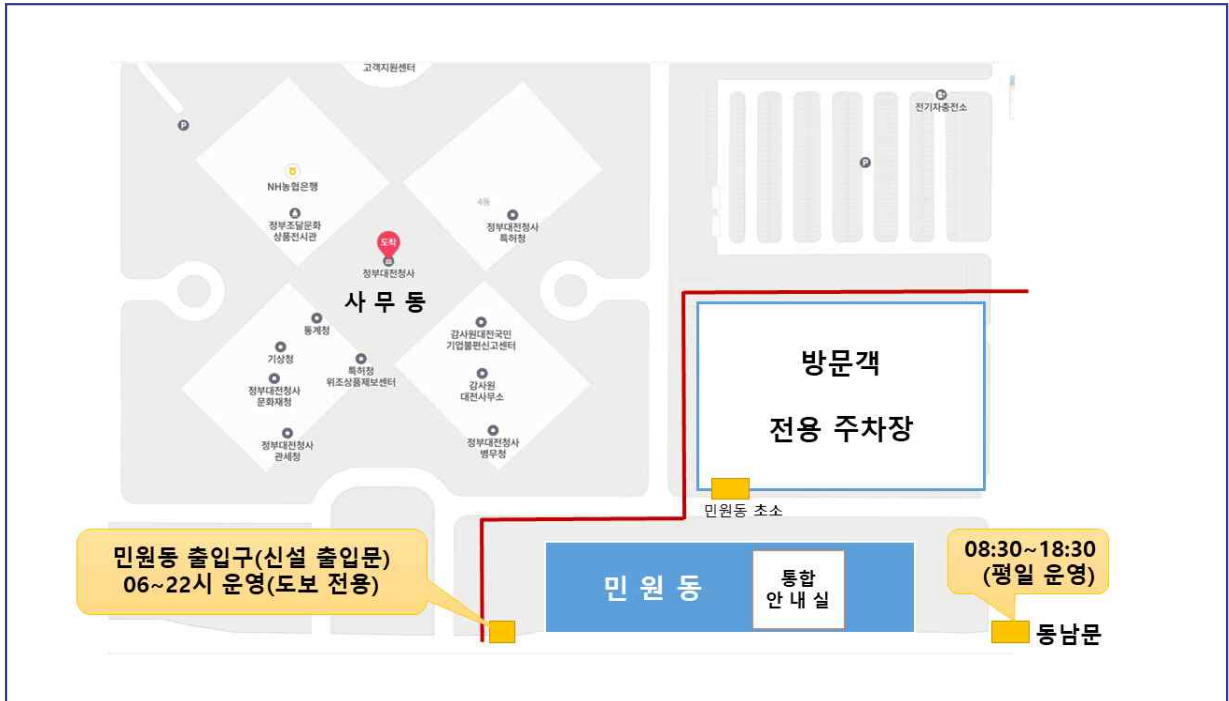 고객지원센터
전기차충전소
P
P
NH농협은행
정부조달문화
상품전시관
4동
정부대전청사
특허청
도착
정부대전청사
사 무 동
통계청
기상청
특허청
위조상품제보센터
감사원대전국민
기업불편신고센터
정부대전청사
문화재청
감사원
대전사무소
정부대전청사
관세청
정부대전청사
병무청
방문객
전용 주차장
민원동 초소
민원동 출입구(신설 출입문)
06~22시 운영(도보 전용)
민 원 동
통합
안 내 실
08:30~18:30
(평일 운영)
동남문